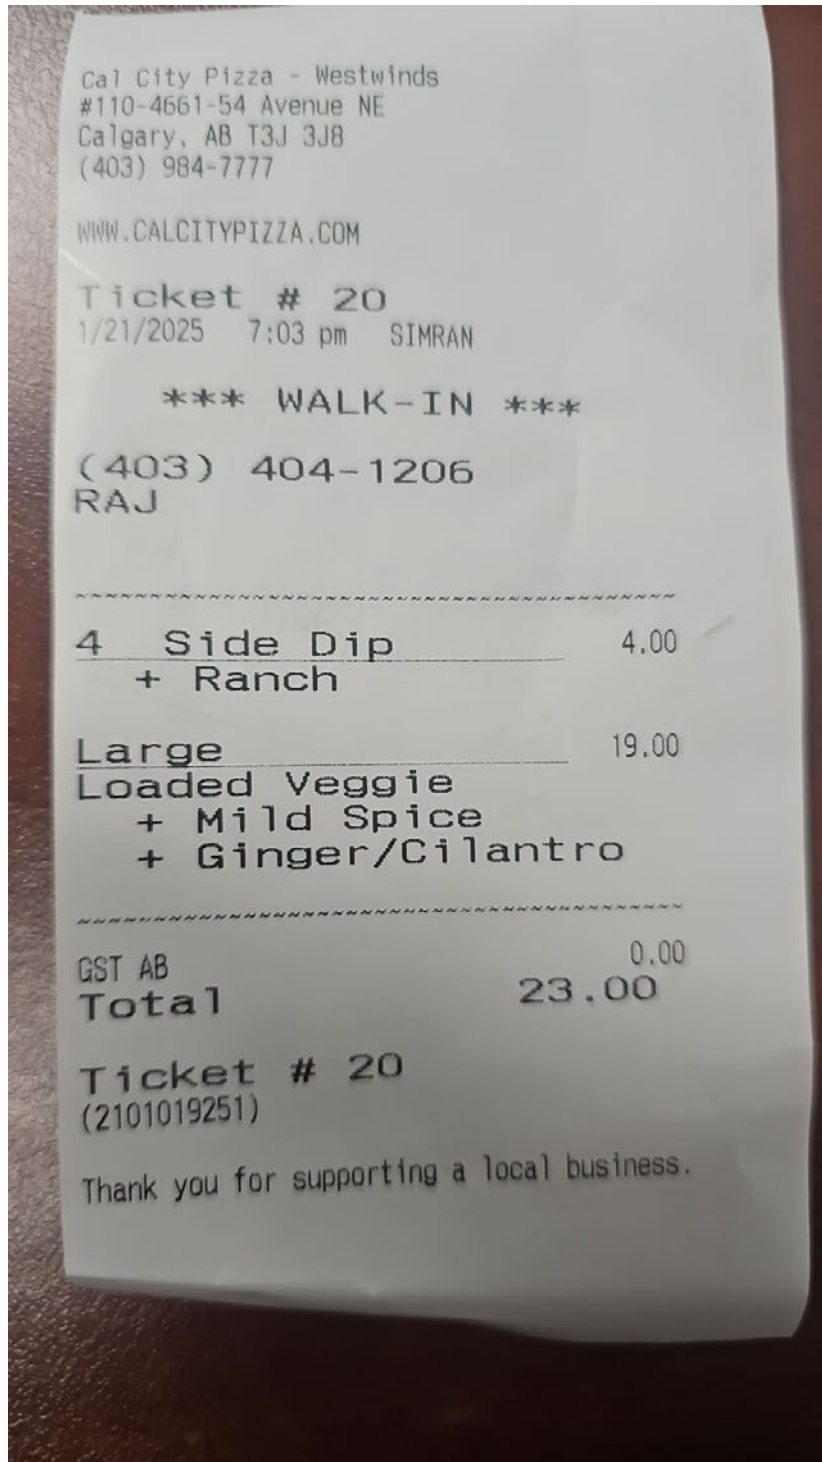 Cal City Pizza - Westwinds
#110-4661-54 Avenue NE
Calgary, AB T3J 3J8
(403) 984-7777
WWW.CALCITYPIZZA.COM
Ticket # 20
1/21/2025 7:03 pm SIMRAN
*** WALK-IN ***
(403) 404-1206
RAJ
~~~~~~~~~~~~~~~~~~~~~~~~~~~~~~~~~~~~~~~~
4 Side Dip 4.00
+ Ranch
Large 19.00
Loaded Veggie
+ Mild Spice
+ Ginger/Cilantro
~~~~~~~~~~~~~~~~~~~~~~~~~~~~~~~~~~~~~~~~
GST AB 0.00
Total 23.00
Ticket # 20
(2101019251)
Thank you for supporting a local business.